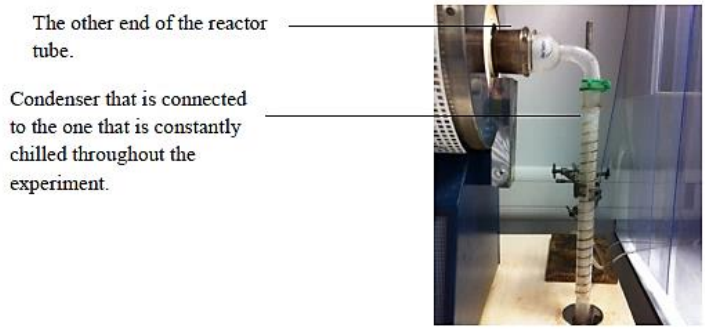 The other end of the reactor
tube.
Condenser that is connected
to the one that is constantly
chilled throughout the
experiment.